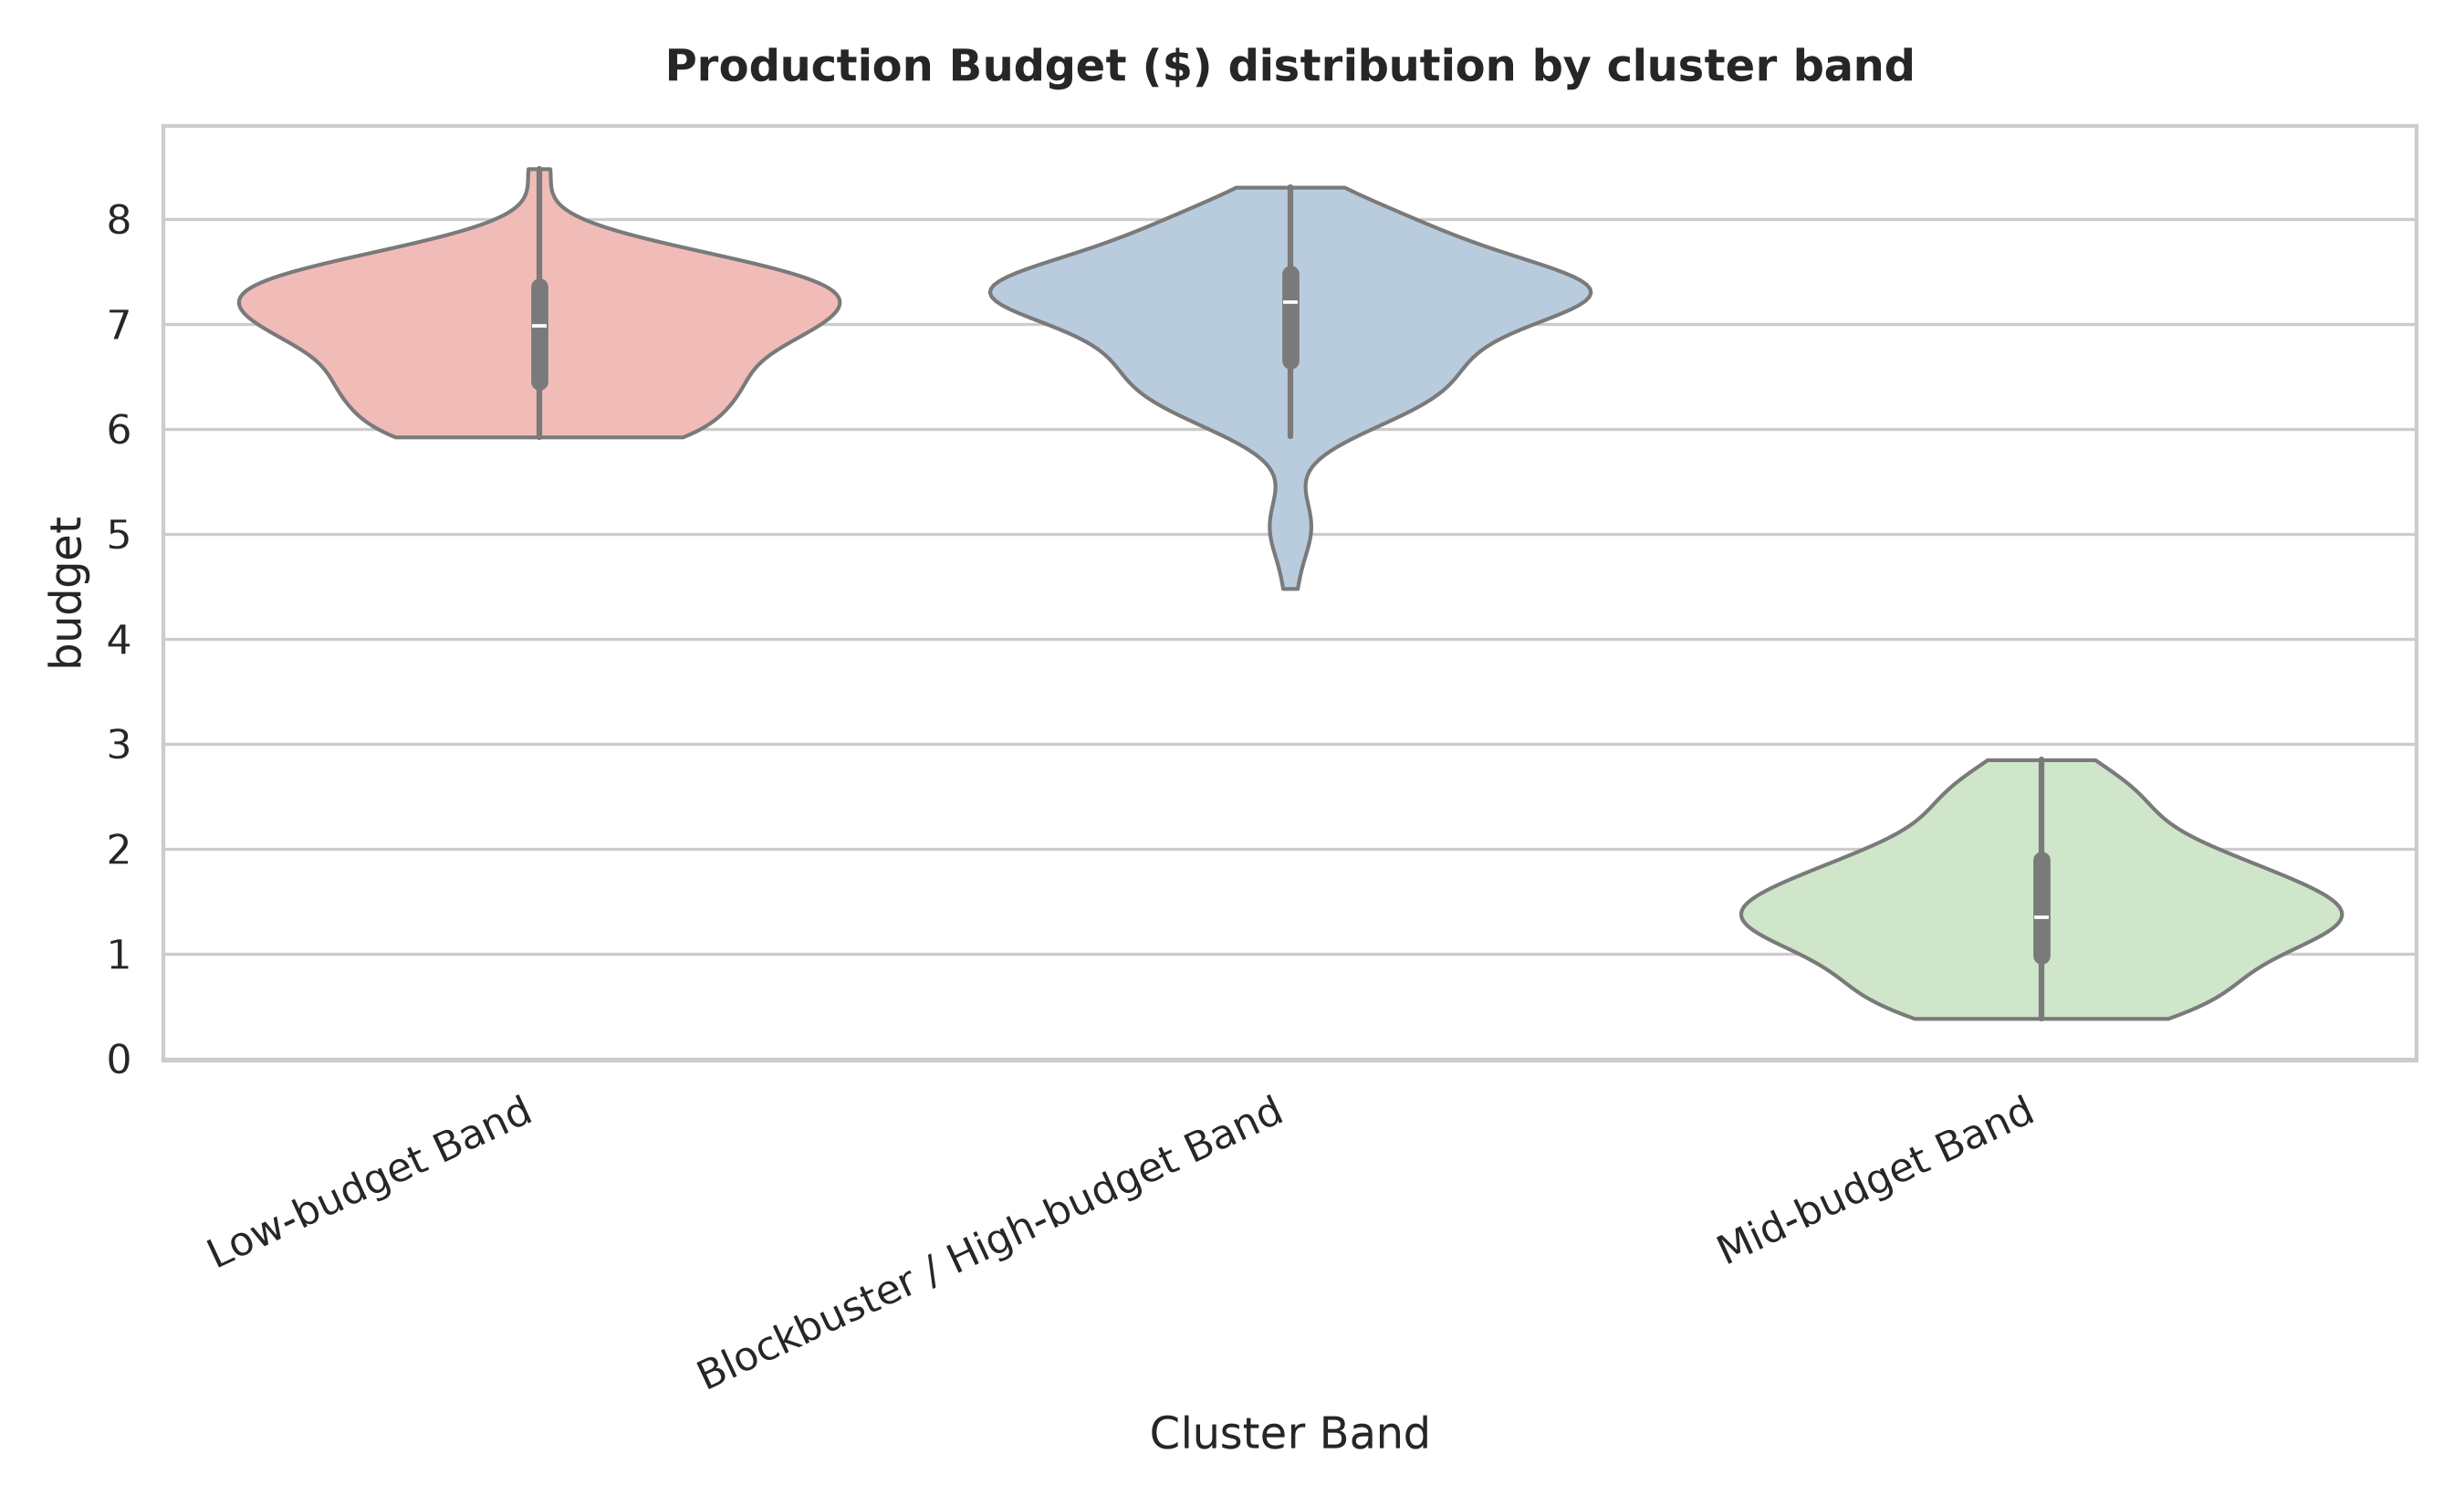 Production Budget ($) distribution by cluster band
budget
8
7
6
5
4
3
2
1
0
Low-budget Band
Blockbuster / High-budget Band
Mid-budget Band
Cluster Band